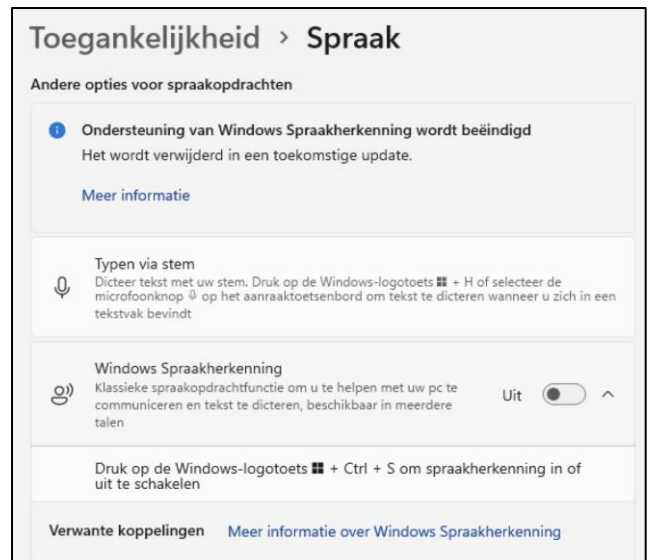 Toegankelijkheid > Spraak
Andere opties voor spraakopdrachten
Ondersteuning van Windows Spraakherkenning wordt beëindigd
Het wordt verwijderd in een toekomstige update.
Meer informatie
Typen via stem
Dicteer tekst met uw stem. Druk op de Windows-logotoets + H of selecteer de
microfoonknop op het aanraaktoetsenbord om tekst te dicteren wanneer u zich in een
tekstvak bevindt
Windows Spraakherkenning
Klassieke spraakopdrachtfunctie om u te helpen met uw pc te
communiceren en tekst te dicteren, beschikbaar in meerdere
talen
Uit
Druk op de Windows-logotoets + Ctrl + S om spraakherkenning in of
uit te schakelen
Verwante koppelingen Meer informatie over Windows Spraakherkenning